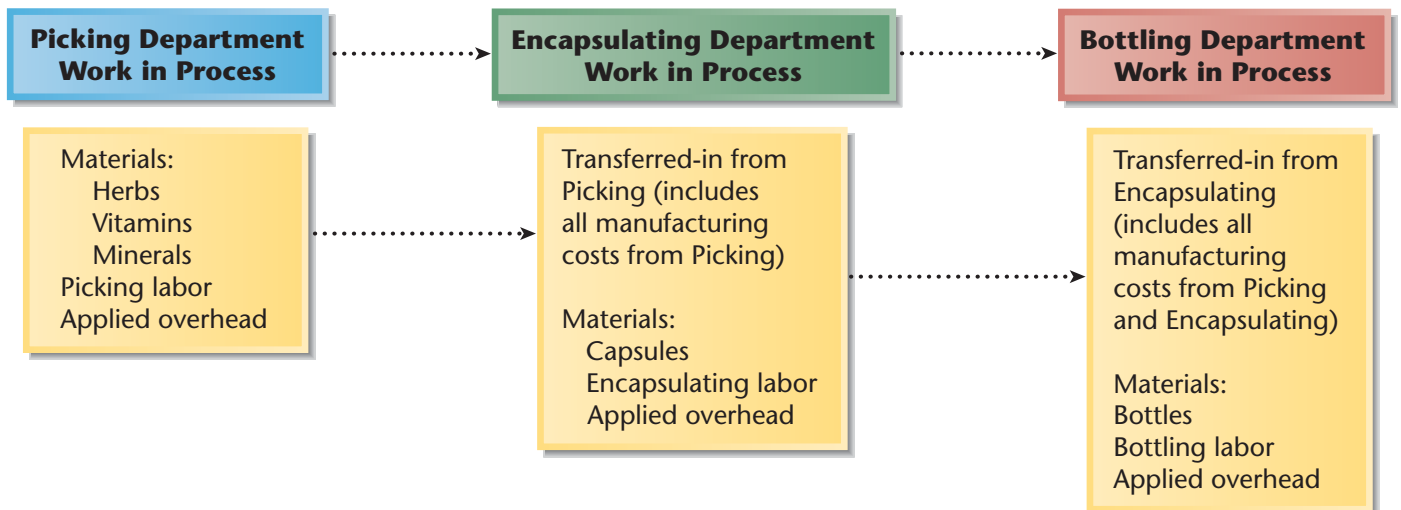 Picking Department
Work in Process
Encapsulating Department
Work in Process
Bottling Department
Work in Process
Materials:
Herbs
Vitamins
Minerals
Picking labor
Applied overhead
Transferred-in from
Picking (includes
all manufacturing
costs from Picking)
Materials:
Capsules
Encapsulating labor
Applied overhead
Transferred-in from
Encapsulating
(includes all
manufacturing
costs from Picking
and Encapsulating)
Materials:
Bottles
Bottling labor
Applied overhead